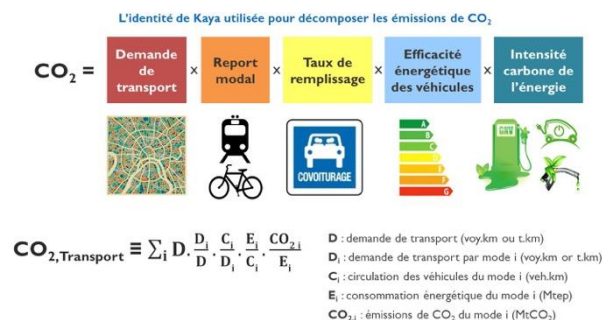 L'identité de Kaya utilisée pour décomposer les émissions de CO₂
CO₂ =
Demande de transport
x
Report modal
x
Taux de remplissage
x
Efficacité énergétique des véhicules
x
Intensité carbone de l'énergie
COVOITURAGE
A
B
C
D
E
F
G
CO₂,Transport ≡ ∑ᵢ D. Dᵢ/D . Cᵢ/Dᵢ . Eᵢ/Cᵢ . CO₂,ᵢ/Eᵢ
D : demande de transport (voy.km ou t.km)
Dᵢ : demande de transport par mode i (voy.km or t.km)
Cᵢ : circulation des véhicules du mode i (veh.km)
Eᵢ : consommation énergétique du mode i (Mtep)
CO₂,ᵢ : émissions de CO₂ du mode i (MtCO₂)